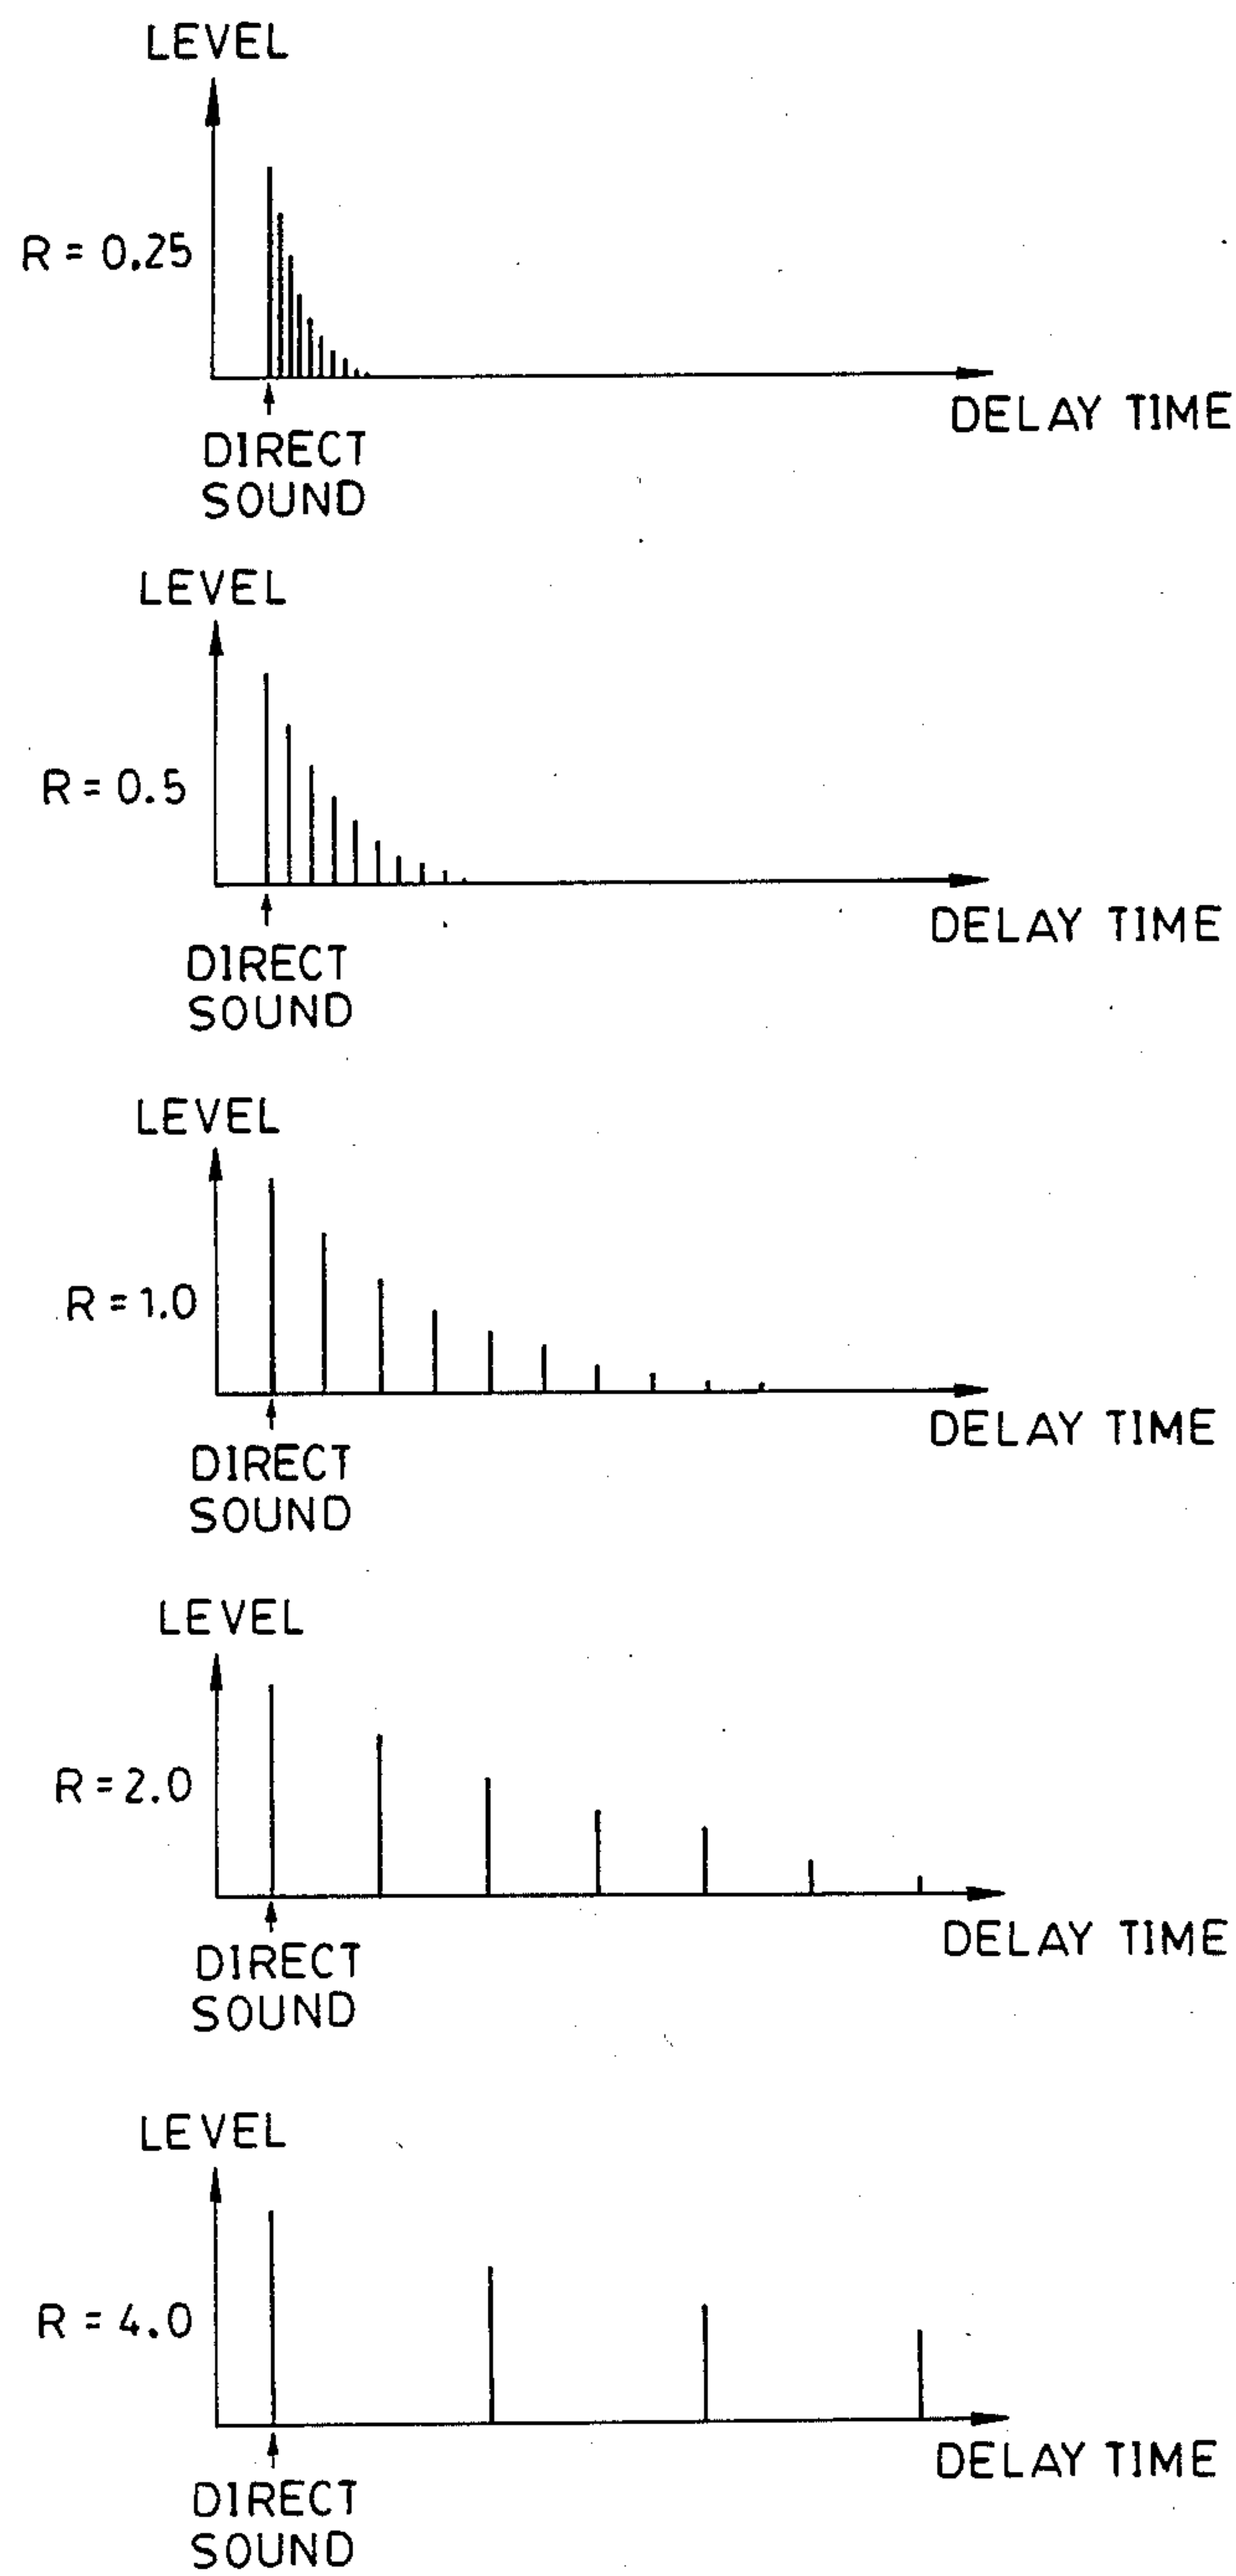 LEVEL
R = 0.25
DELAY TIME
DIRECT
SOUND
LEVEL
R = 0.5
DELAY TIME
DIRECT
SOUND
LEVEL
R = 1.0
DELAY TIME
DIRECT
SOUND
LEVEL
R = 2.0
DELAY TIME
DIRECT
SOUND
LEVEL
R = 4.0
DELAY TIME
DIRECT
SOUND